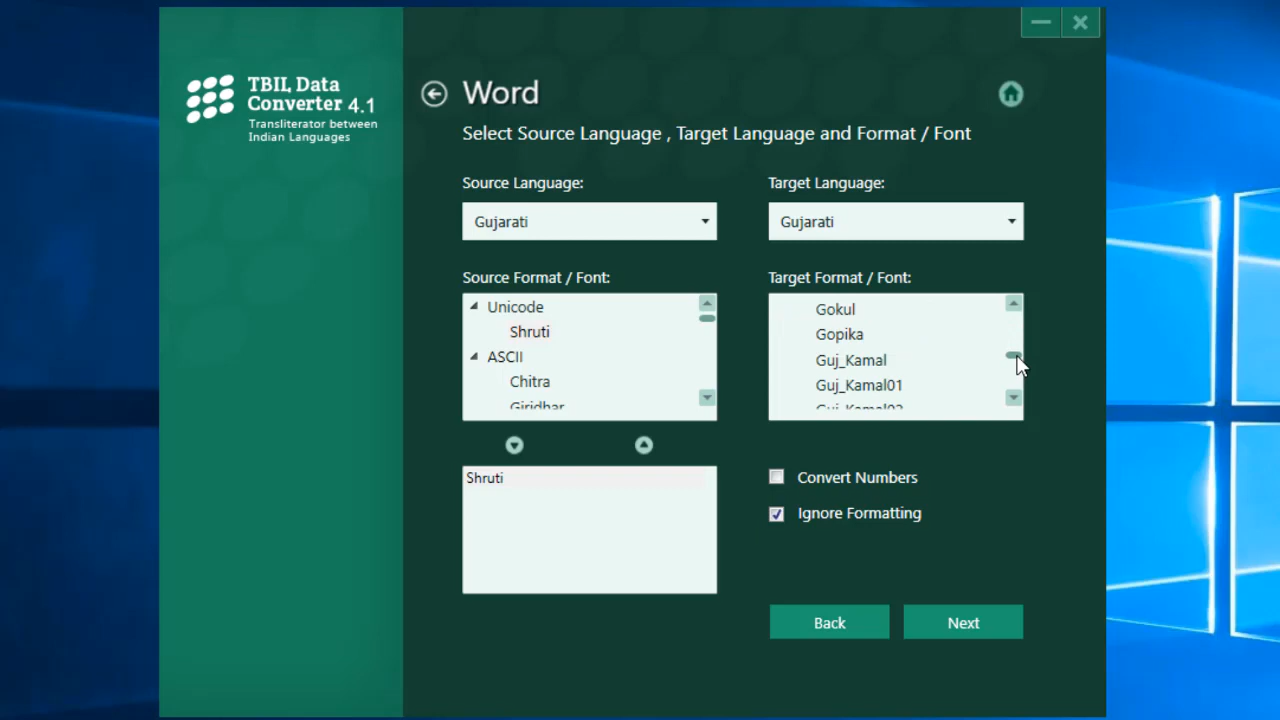 TBIL Data
Converter 4.1
Transliterator between
Indian Languages
Word
Select Source Language , Target Language and Format / Font
Source Language:
Target Language:
Gujarati
Gujarati
Source Format / Font:
Target Format / Font:
Unicode
Shruti
ASCII
Chitra
Giridhar
Gokul
Gopika
Guj_Kamal
Guj_Kamal01
Guj_Kamal02
Shruti
Convert Numbers
Ignore Formatting
Back
Next